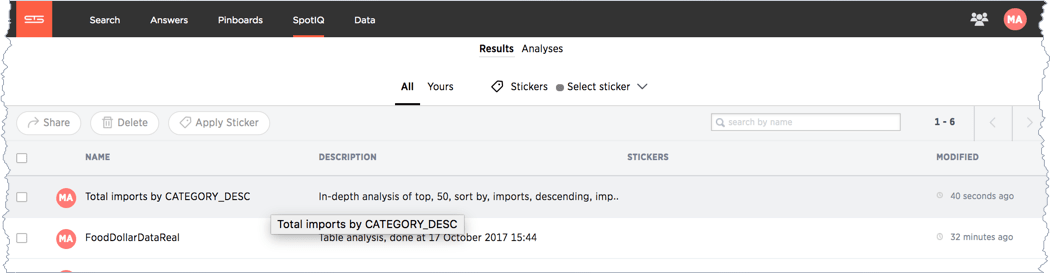 Search Answers Pinboards SpotIQ Data MA
Results Analyses
All Yours Stickers Select sticker
Share Delete Apply Sticker search by name 1 - 6
NAME DESCRIPTION STICKERS MODIFIED
MA Total imports by CATEGORY_DESC In-depth analysis of top, 50, sort by, imports, descending, imp.. 40 seconds ago
Total imports by CATEGORY_DESC
MA FoodDollarDataReal Table analysis, done at 17 October 2017 15:44 32 minutes ago